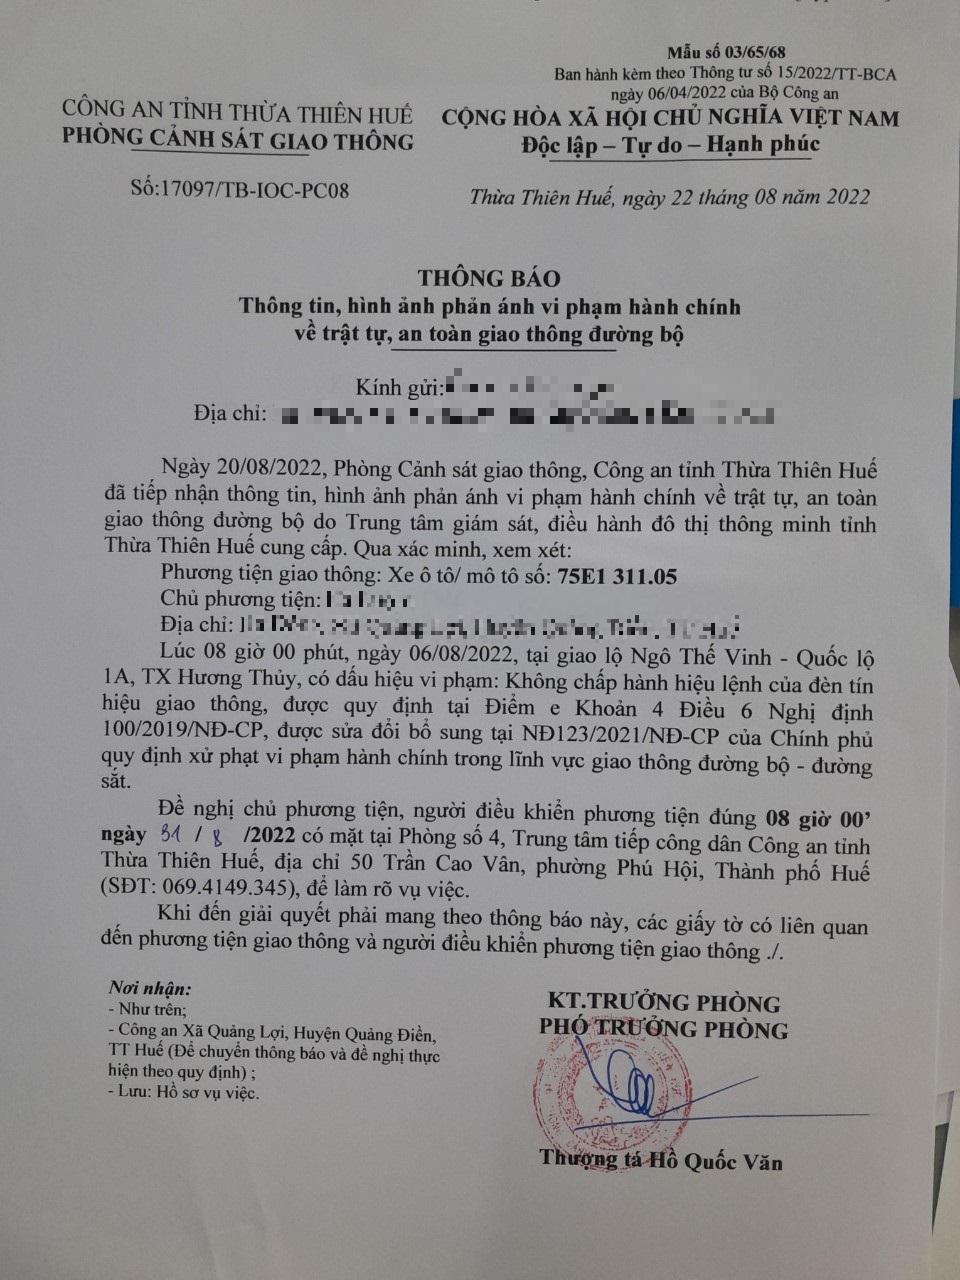 Mẫu số 03/65/68
Ban hành kèm theo Thông tư số 15/2022/TT-BCA
ngày 06/04/2022 của Bộ Công an
CÔNG AN TỈNH THỪA THIÊN HUẾ
PHÒNG CẢNH SÁT GIAO THÔNG
CỘNG HÒA XÃ HỘI CHỦ NGHĨA VIỆT NAM
Độc lập – Tự do – Hạnh phúc
Số:17097/TB-IOC-PC08
Thừa Thiên Huế, ngày 22 tháng 08 năm 2022
THÔNG BÁO
Thông tin, hình ảnh phản ánh vi phạm hành chính
về trật tự, an toàn giao thông đường bộ
Kính gửi:
Địa chỉ:
Ngày 20/08/2022, Phòng Cảnh sát giao thông, Công an tỉnh Thừa Thiên Huế
đã tiếp nhận thông tin, hình ảnh phản ánh vi phạm hành chính về trật tự, an toàn
giao thông đường bộ do Trung tâm giám sát, điều hành đô thị thông minh tỉnh
Thừa Thiên Huế cung cấp. Qua xác minh, xem xét:
Phương tiện giao thông: Xe ô tô/ mô tô số: 75E1 311.05
Chủ phương tiện:
Địa chỉ:
Lúc 08 giờ 00 phút, ngày 06/08/2022, tại giao lộ Ngô Thế Vinh - Quốc lộ
1A, TX Hương Thủy, có dấu hiệu vi phạm: Không chấp hành hiệu lệnh của đèn tín
hiệu giao thông, được quy định tại Điểm e Khoản 4 Điều 6 Nghị định
100/2019/NĐ-CP, được sửa đổi bổ sung tại NĐ123/2021/NĐ-CP của Chính phủ
quy định xử phạt vi phạm hành chính trong lĩnh vực giao thông đường bộ - đường
sắt.
Đề nghị chủ phương tiện, người điều khiển phương tiện đúng 08 giờ 00’
ngày 31 / 8 /2022 có mặt tại Phòng số 4, Trung tâm tiếp công dân Công an tỉnh
Thừa Thiên Huế, địa chỉ 50 Trần Cao Vân, phường Phú Hội, Thành phố Huế
(SĐT: 069.4149.345), để làm rõ vụ việc.
Khi đến giải quyết phải mang theo thông báo này, các giấy tờ có liên quan
đến phương tiện giao thông và người điều khiển phương tiện giao thông ./.
Nơi nhận:
- Như trên;
- Công an Xã Quảng Lợi, Huyện Quảng Điền,
TT Huế (Để chuyển thông báo và đề nghị thực
hiện theo quy định) ;
- Lưu: Hồ sơ vụ việc.
KT.TRƯỞNG PHÒNG
PHÓ TRƯỞNG PHÒNG
Thượng tá Hồ Quốc Văn